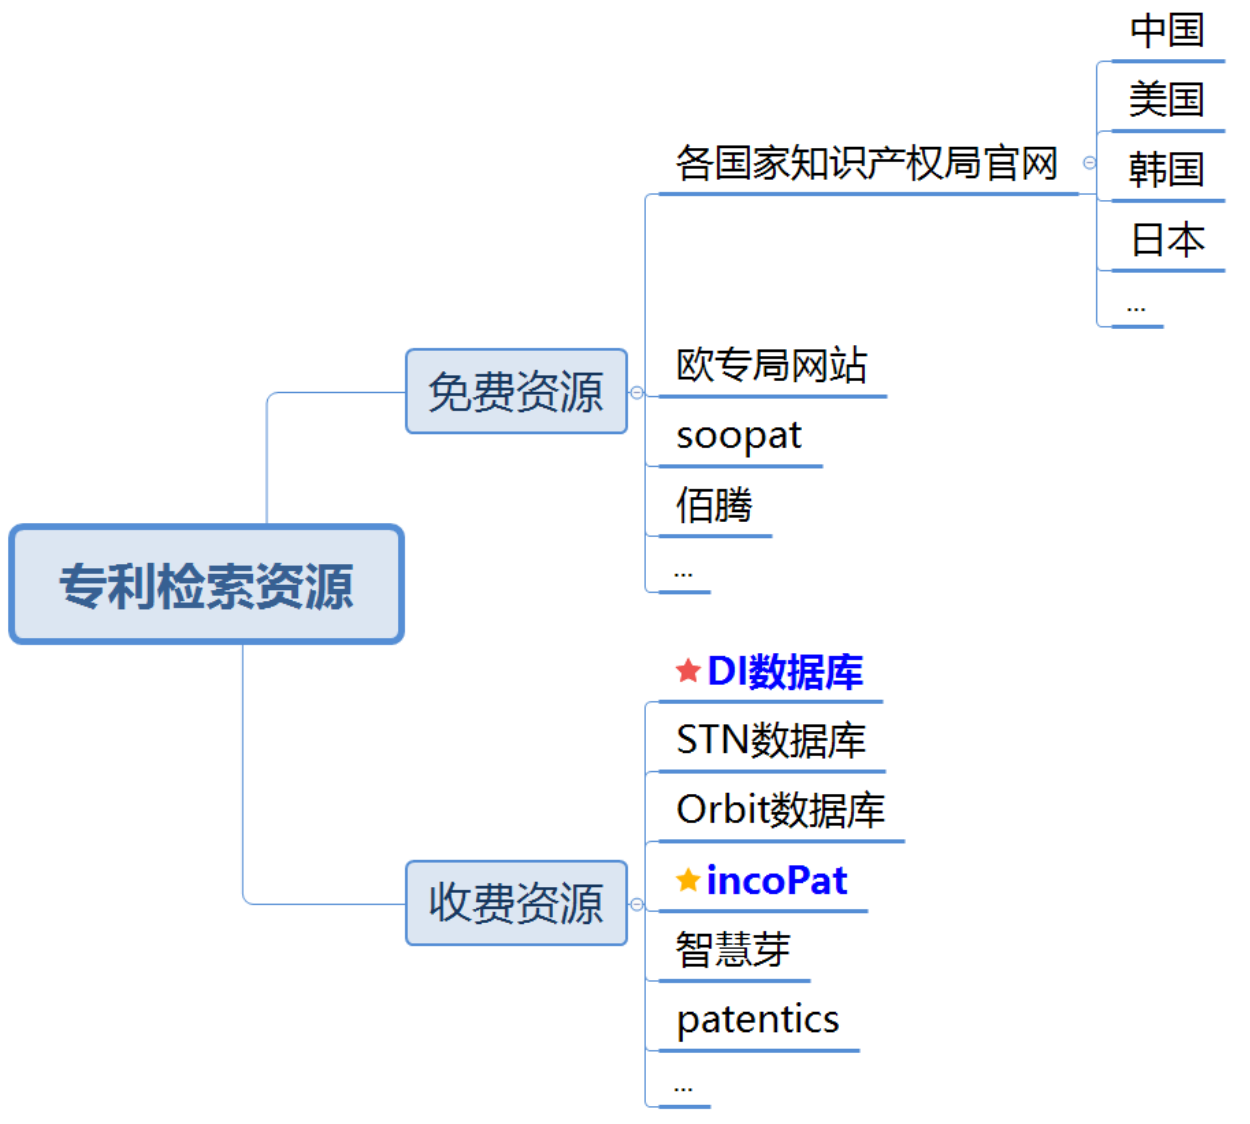 专利检索资源
免费资源
各国家知识产权局官网
中国
美国
韩国
日本
...
欧专局网站
soopat
佰腾
...
收费资源
DI数据库
STN数据库
Orbit数据库
incoPat
智慧芽
patentics
...